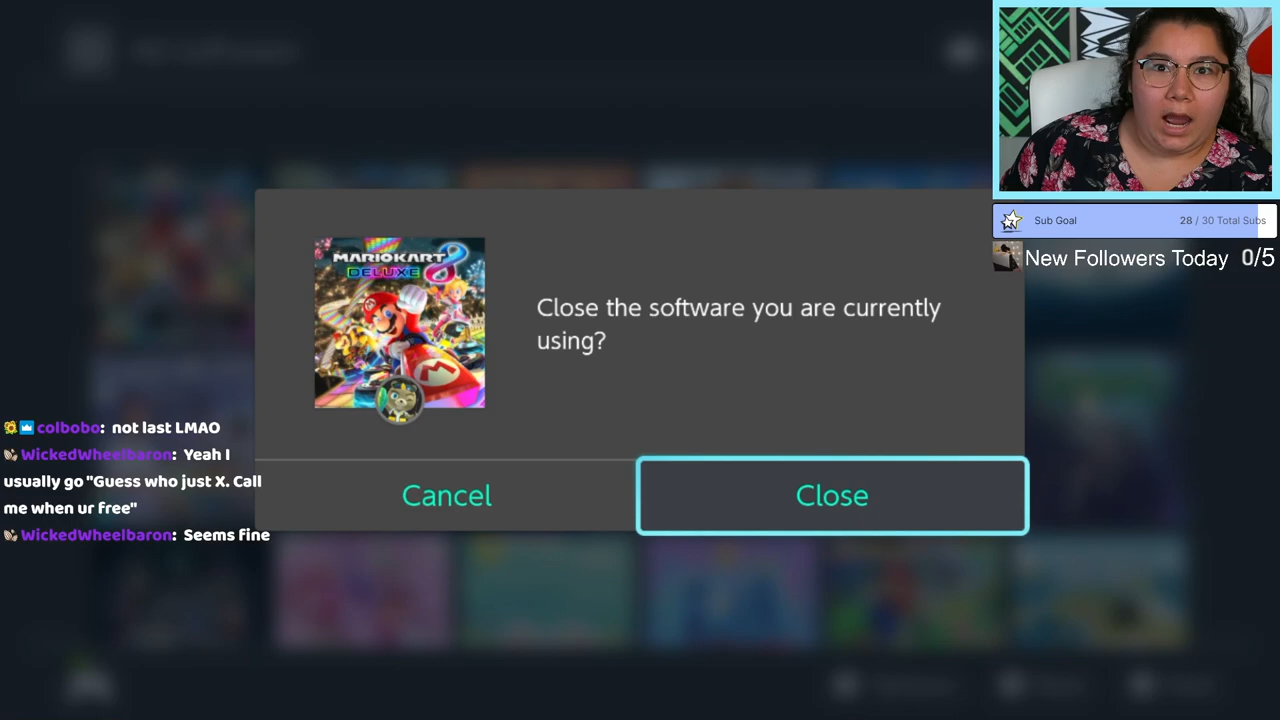 MARIOKART 8
DELUXE
Close the software you are currently
using?
Cancel
Close
Sub Goal
28 / 30 Total Subs
New Followers Today 0/5
colbobo: not last LMAO
WickedWheelbaron: Yeah I
usually go "Guess who just X. Call
me when ur free"
WickedWheelbaron: Seems fine